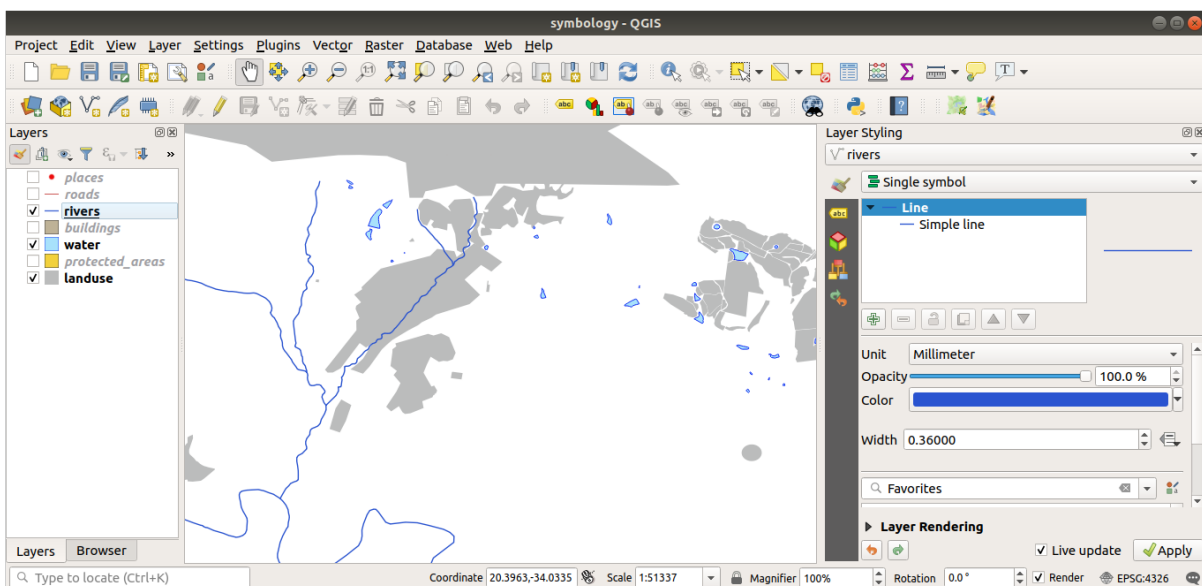 symbology - QGIS
Project Edit View Layer Settings Plugins Vector Raster Database Web Help
Layers
places
roads
rivers
buildings
water
protected_areas
landuse
Layers Browser
Layer Styling
rivers
Single symbol
Line
Simple line
Unit Millimeter
Opacity 100.0 %
Color
Width 0.36000
Favorites
Layer Rendering
Live update Apply
Type to locate (Ctrl+K) Coordinate 20.3963,-34.0335 Scale 1:51337 Magnifier 100% Rotation 0.0 ° Render EPSG:4326